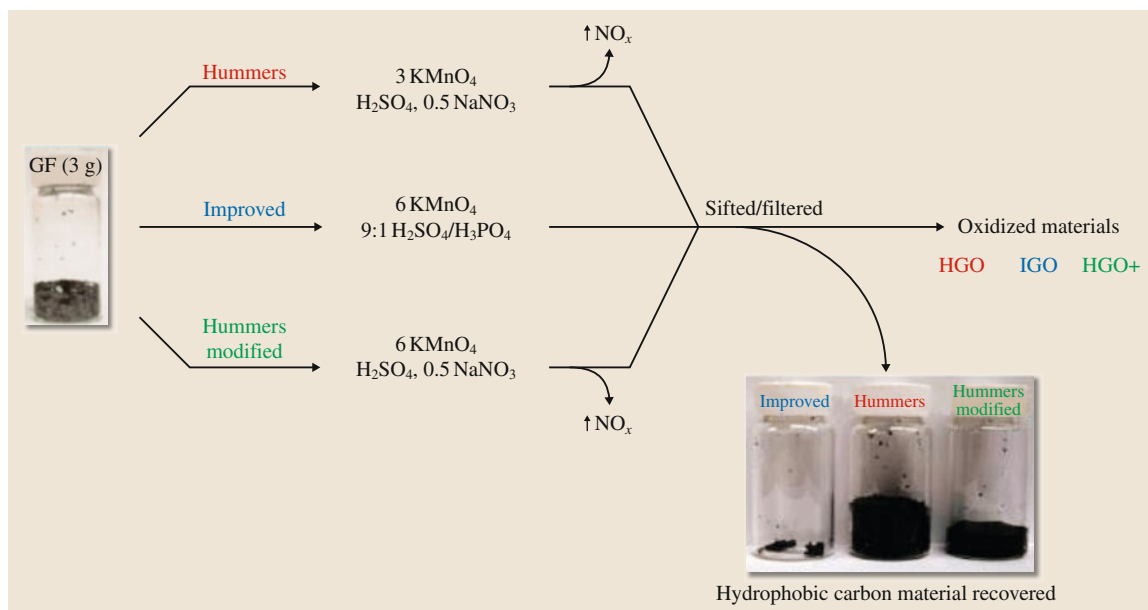 ↑NOₓ
Hummers
3 KMnO₄
H₂SO₄, 0.5 NaNO₃
GF (3 g)
Improved
6 KMnO₄
9:1 H₂SO₄/H₃PO₄
Sifted/filtered
Oxidized materials
HGO IGO HGO+
Hummers
modified
6 KMnO₄
H₂SO₄, 0.5 NaNO₃
↑NOₓ
Improved
Hummers
Hummers
modified
Hydrophobic carbon material recovered